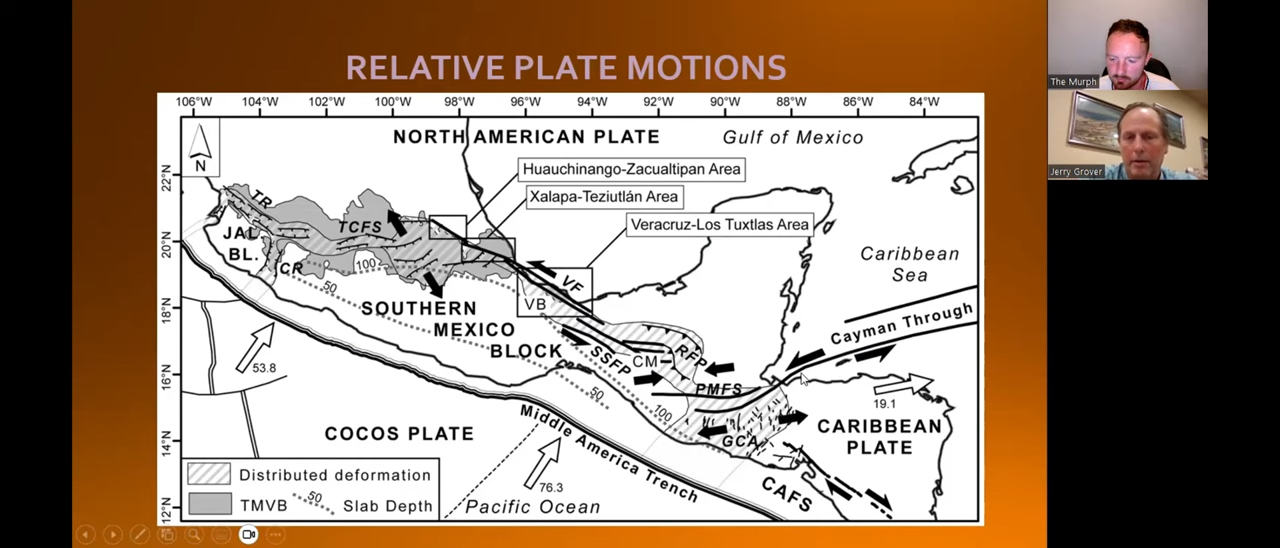 RELATIVE PLATE MOTIONS
The Murph
Jerry Grover
106°W 104°W 102°W 100°W 98°W 96°W 94°W 92°W 90°W 88°W 86°W 84°W
22°N
20°N
18°N
16°N
14°N
12°N
N
NORTH AMERICAN PLATE
Gulf of Mexico
Huauchinango-Zacualtipan Area
Xalapa-Teziutlán Area
Veracruz-Los Tuxtlas Area
TR
TCFS
JAL
BL.
CR
100
50
Caribbean
Sea
VF
VB
SOUTHERN
MEXICO
BLOCK
SSFP
CM
RFP
PMFS
Cayman Through
53.8
50
100
19.1
GCA
CARIBBEAN
PLATE
COCOS PLATE
Middle America Trench
76.3
CAFS
Pacific Ocean
Distributed deformation
TMVB
50
Slab Depth